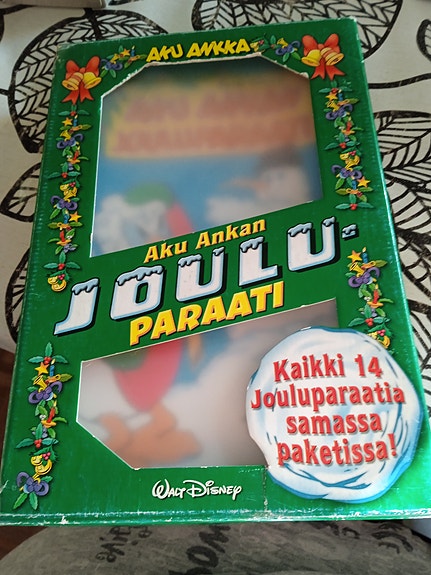 AKU ANKKA
Aku Ankan
JOULU-
PARAATI
Kaikki 14
Jouluparaatia
samassa
paketissa!
WALT DISNEY